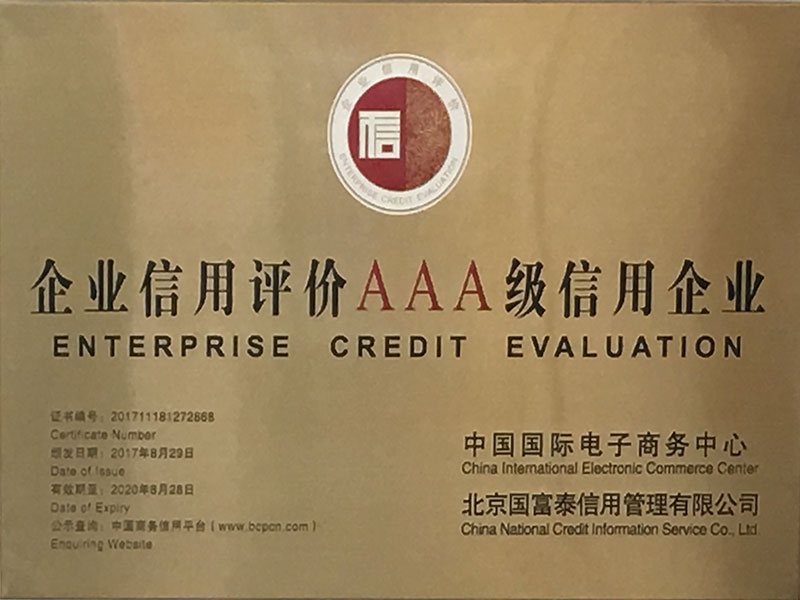 企业信用评价
信
ENTERPRISE CREDIT EVALUATION
企业信用评价AAA级信用企业
ENTERPRISE CREDIT EVALUATION
证书编号：201711181272668
Certificate Number
颁发日期：2017年8月29日
Date of Issue
有效期至：2020年8月28日
Date of Expiry
公示查询：中国商务信用平台（www.bcpcn.com）
Enquiring Website
中国国际电子商务中心
China International Electronic Commerce Center
北京国富泰信用管理有限公司
China National Credit Information Service Co., Ltd